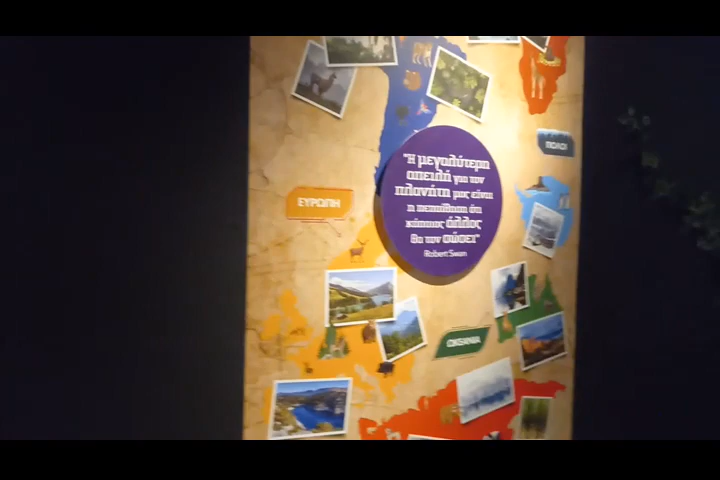 "Η μεγαλύτερη
απειλή για τον
πλανήτη μας είναι
η πεποίθηση ότι
κάποιος άλλος
θα τον σώσει"
Robert Swan
ΠΟΛΟΙ
ΕΥΡΩΠΗ
ΩΚΕΑΝΙΑ